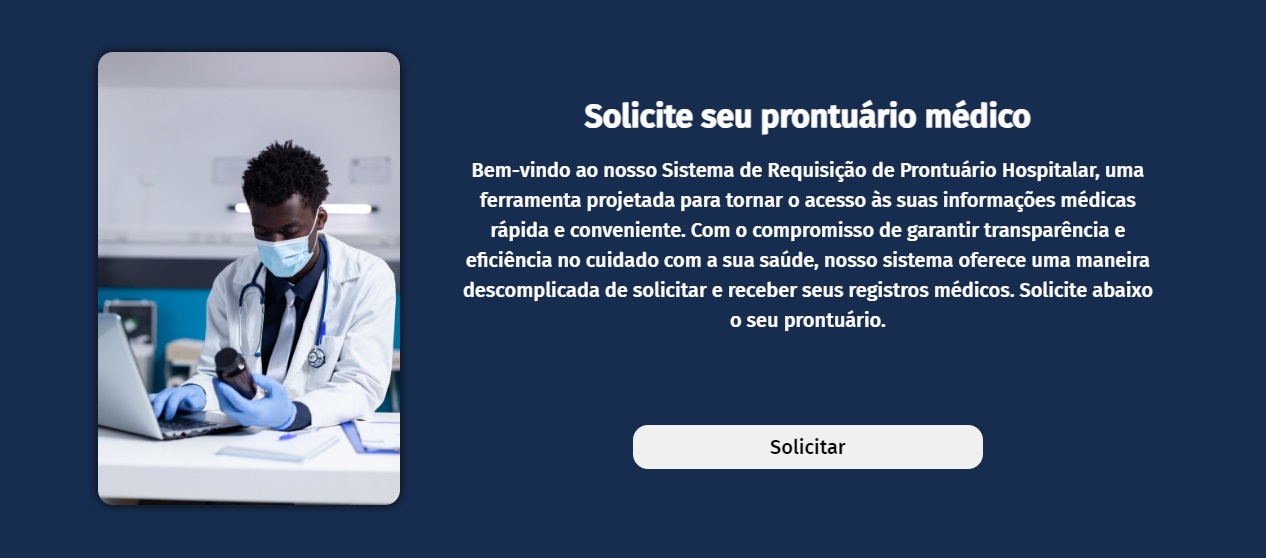 Solicite seu prontuário médico
Bem-vindo ao nosso Sistema de Requisição de Prontuário Hospitalar, uma
ferramenta projetada para tornar o acesso às suas informações médicas
rápida e conveniente. Com o compromisso de garantir transparência e
eficiência no cuidado com a sua saúde, nosso sistema oferece uma maneira
descomplicada de solicitar e receber seus registros médicos. Solicite abaixo
o seu prontuário.
Solicitar